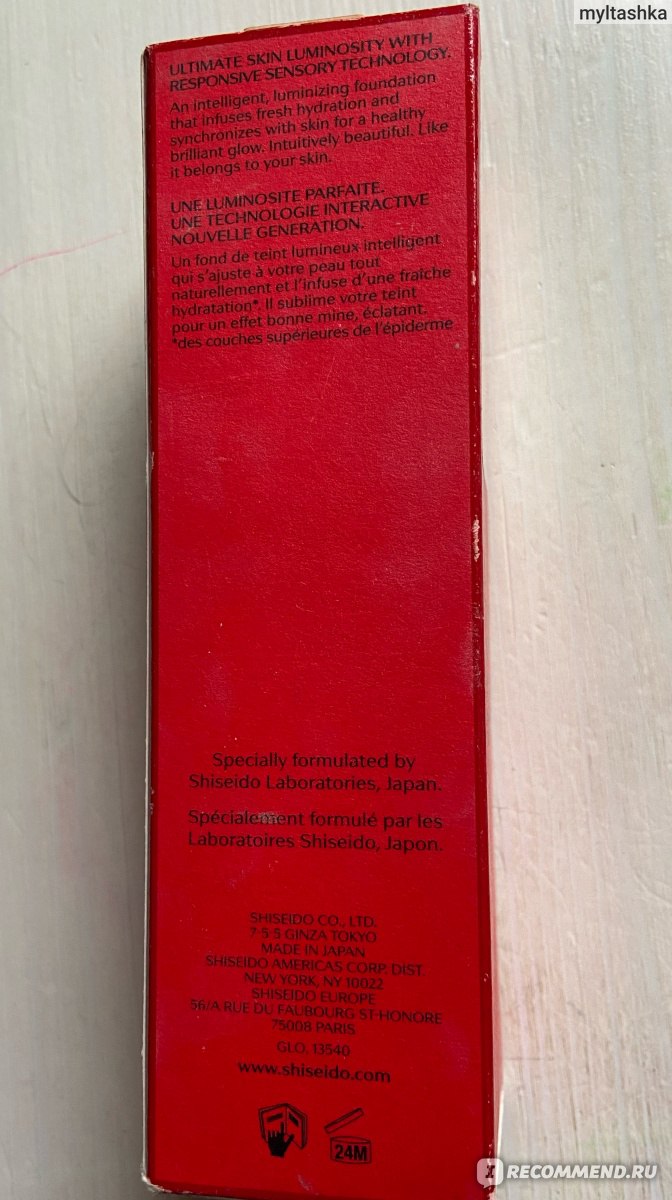 myltashka
ULTIMATE SKIN LUMINOSITY WITH
RESPONSIVE SENSORY TECHNOLOGY.
An intelligent, luminizing foundation
that infuses fresh hydration and
synchronizes with skin for a healthy
brilliant glow. Intuitively beautiful. Like
it belongs to your skin.
UNE LUMINOSITE PARFAITE.
UNE TECHNOLOGIE INTERACTIVE
NOUVELLE GENERATION.
Un fond de teint lumineux intelligent
qui s'ajuste à votre peau tout
naturellement et l'infuse d'une fraîche
hydratation*. Il sublime votre teint
pour un effet bonne mine, éclatant.
*des couches supérieures de l'épiderme
Specially formulated by
Shiseido Laboratories, Japan.
Spécialement formulé par les
Laboratoires Shiseido, Japon.
SHISEIDO CO., LTD.
7-5-5 GINZA TOKYO
MADE IN JAPAN
SHISEIDO AMERICAS CORP. DIST.
NEW YORK, NY 10022
SHISEIDO EUROPE
56/A RUE DU FAUBOURG ST-HONORE
75008 PARIS
GLO. 13540
www.shiseido.com
24M
RECOMMEND.RU